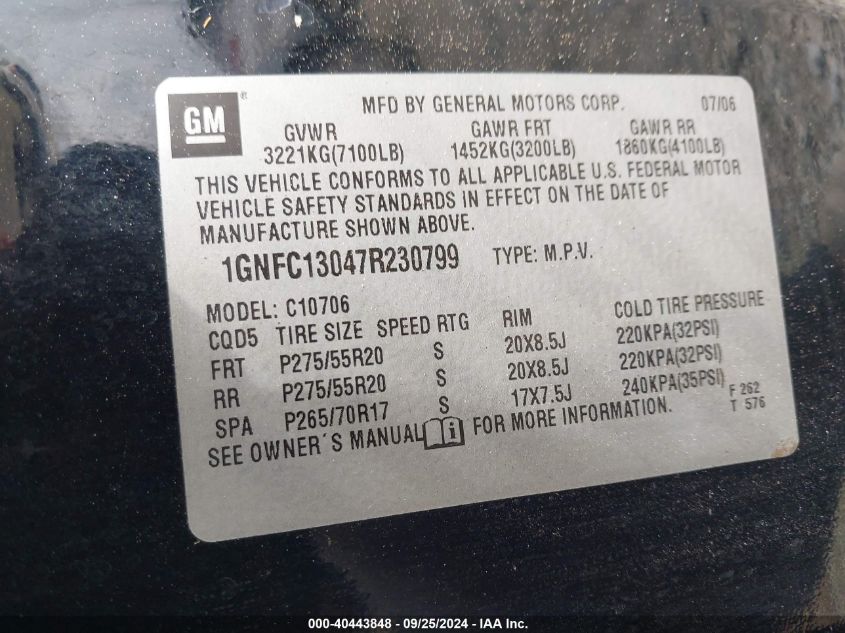 GM ® MFD BY GENERAL MOTORS CORP. 07/06
GVWR GAWR FRT GAWR RR
3221KG(7100LB) 1452KG(3200LB) 1860KG(4100LB)
THIS VEHICLE CONFORMS TO ALL APPLICABLE U.S. FEDERAL MOTOR
VEHICLE SAFETY STANDARDS IN EFFECT ON THE DATE OF
MANUFACTURE SHOWN ABOVE.
1GNFC13047R230799 TYPE: M.P.V.
MODEL: C10706
CQD5 TIRE SIZE SPEED RTG RIM COLD TIRE PRESSURE
FRT P275/55R20 S 20X8.5J 220KPA(32PSI)
RR P275/55R20 S 20X8.5J 220KPA(32PSI)
SPA P265/70R17 S 17X7.5J 240KPA(35PSI)
SEE OWNER'S MANUAL i FOR MORE INFORMATION.
F 262
T 576
000-40443848 - 09/25/2024 - IAA Inc.